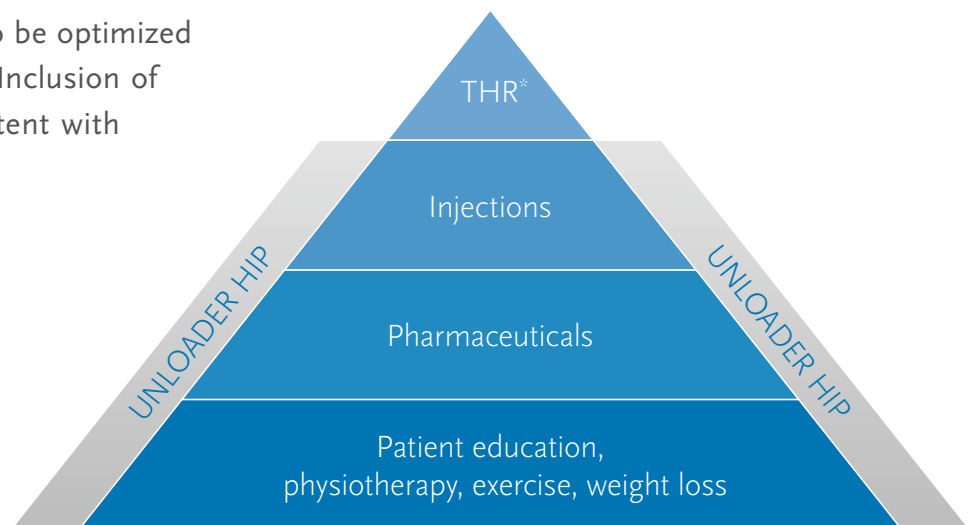 o be optimized
Inclusion of
tent with
THR*
Injections
UNLOADER HIP
UNLOADER HIP
Pharmaceuticals
Patient education,
physiotherapy, exercise, weight loss